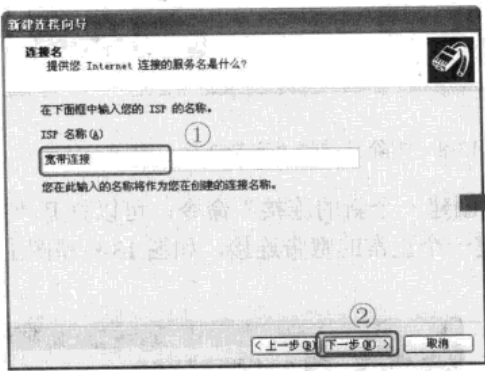 新建连接向导
连接名
提供您 Internet 连接的服务名是什么?
在下面框中输入您的 ISP 的名称。
ISP 名称(A)
①
宽带连接
您在此输入的名称将作为您在创建的连接名称。
②
<上一步(B) 下一步(N)> 取消